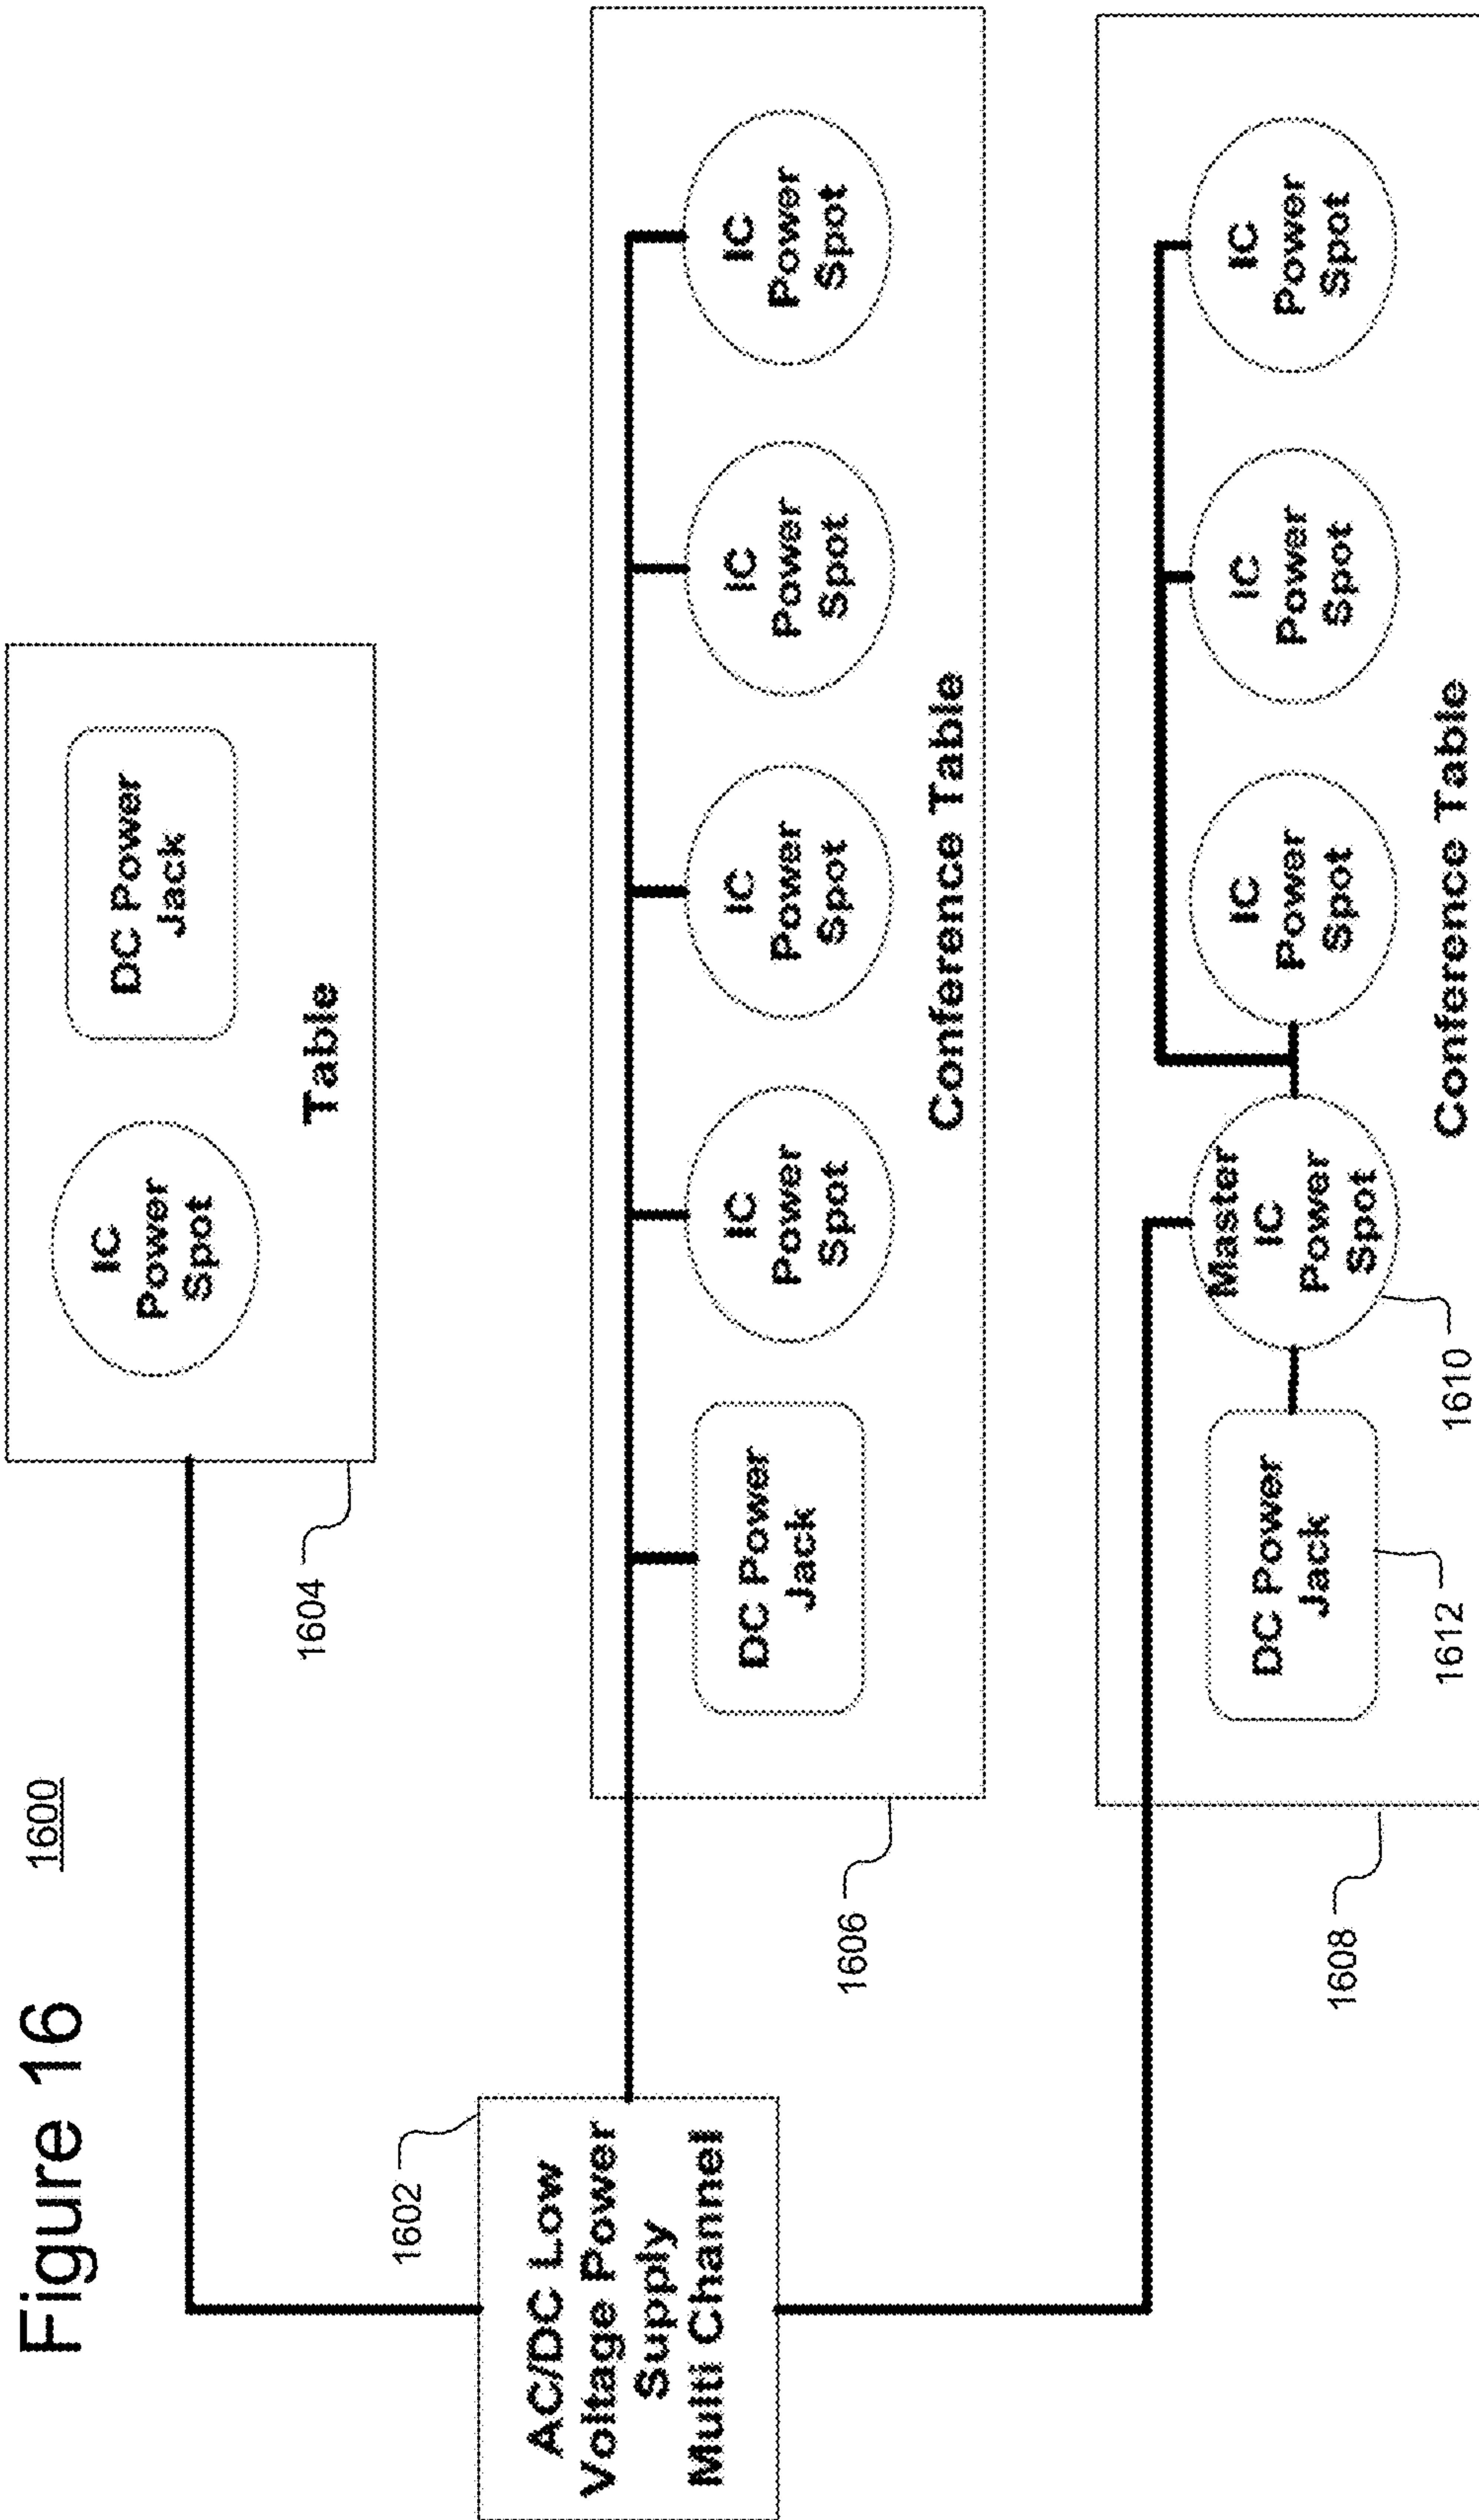 Figure 16
1600
1602
AC/DC Low
Voltage Power
Supply
Multi Channel
1604
IC
Power
Spot
DC Power
Jack
Table
1606
DC Power
Jack
IC
Power
Spot
IC
Power
Spot
IC
Power
Spot
IC
Power
Spot
Conference Table
1608
DC Power
Jack
1612
Master
IC
Power
Spot
1610
IC
Power
Spot
IC
Power
Spot
IC
Power
Spot
Conference Table